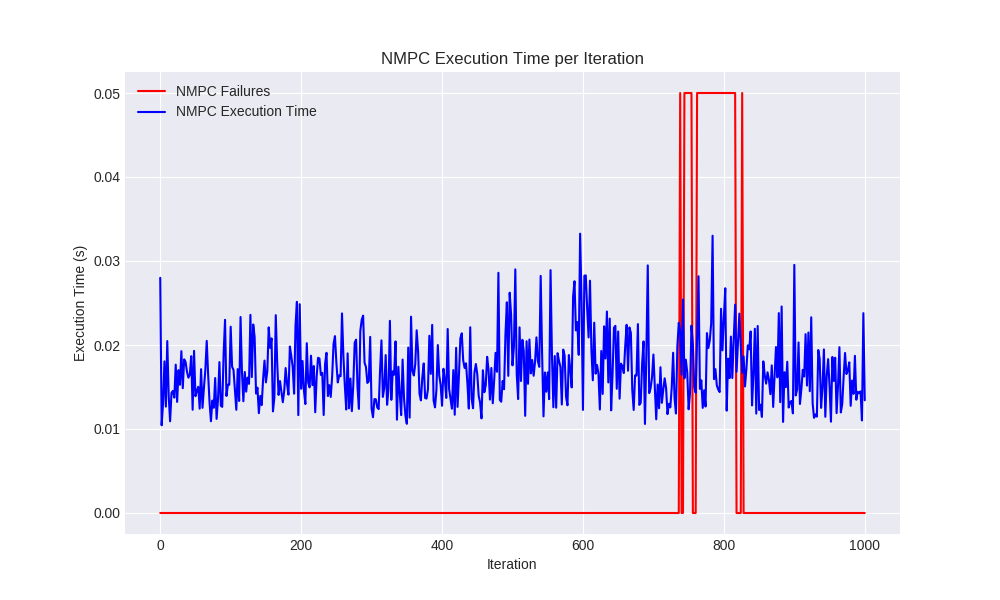 NMPC Execution Time per Iteration
NMPC Failures
NMPC Execution Time
0.05
0.04
0.03
0.02
0.01
0.00
Execution Time (s)
0 200 400 600 800 1000
Iteration